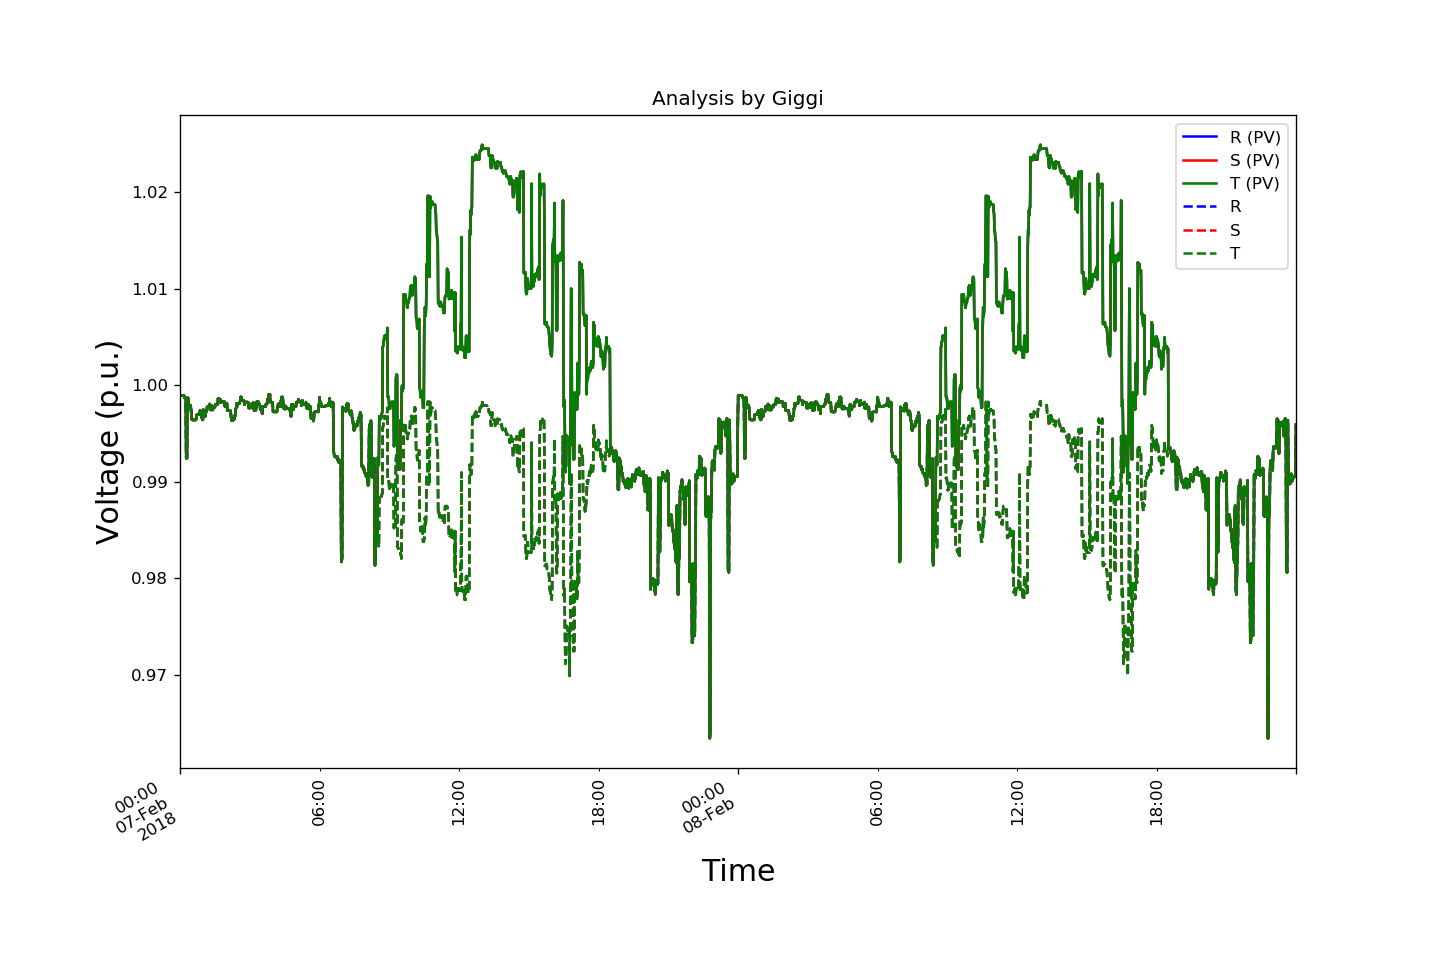 Analysis by Giggi
R (PV)
S (PV)
T (PV)
R
S
T
Voltage (p.u.)
1.02
1.01
1.00
0.99
0.98
0.97
00:00
07-Feb
2018
06:00
12:00
18:00
00:00
08-Feb
06:00
12:00
18:00
Time